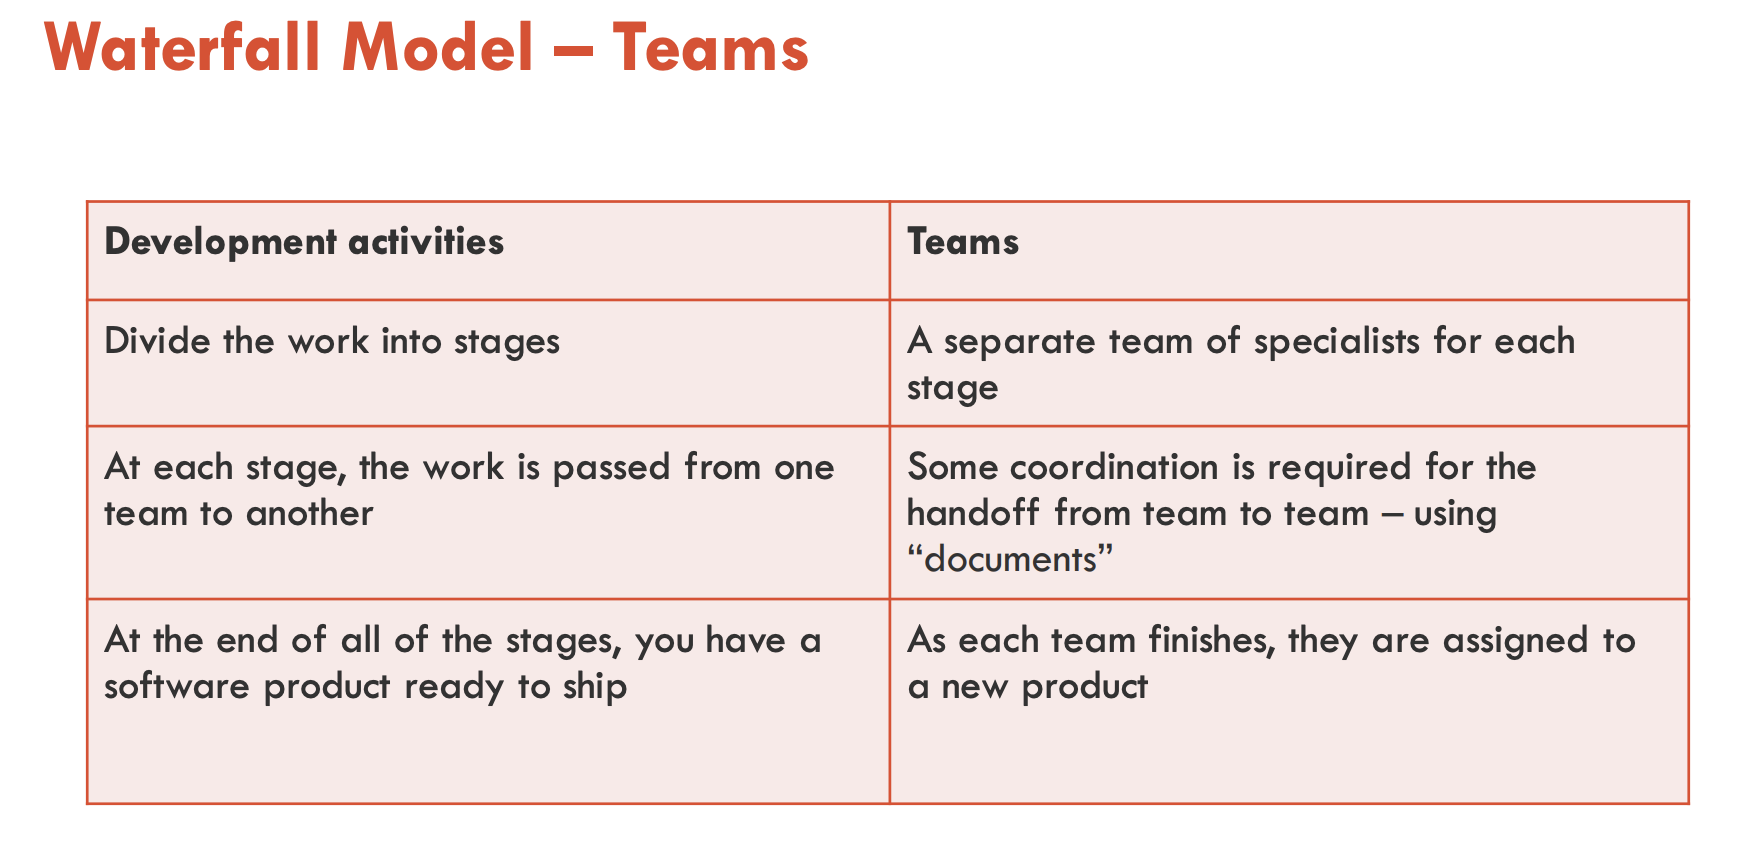 Waterfall Model – Teams
Development activities
Teams
Divide the work into stages
A separate team of specialists for each
stage
At each stage, the work is passed from one
team to another
Some coordination is required for the
handoff from team to team – using
“documents”
At the end of all of the stages, you have a
software product ready to ship
As each team finishes, they are assigned to
a new product